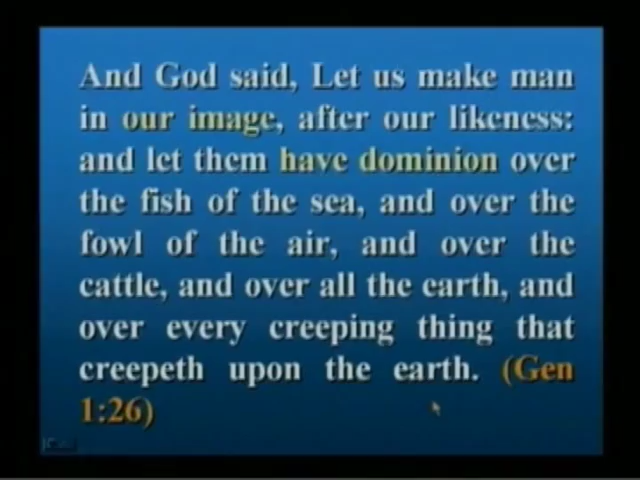 And God said, Let us make man
in our image, after our likeness:
and let them have dominion over
the fish of the sea, and over the
fowl of the air, and over the
cattle, and over all the earth, and
over every creeping thing that
creepeth upon the earth. (Gen
1:26)